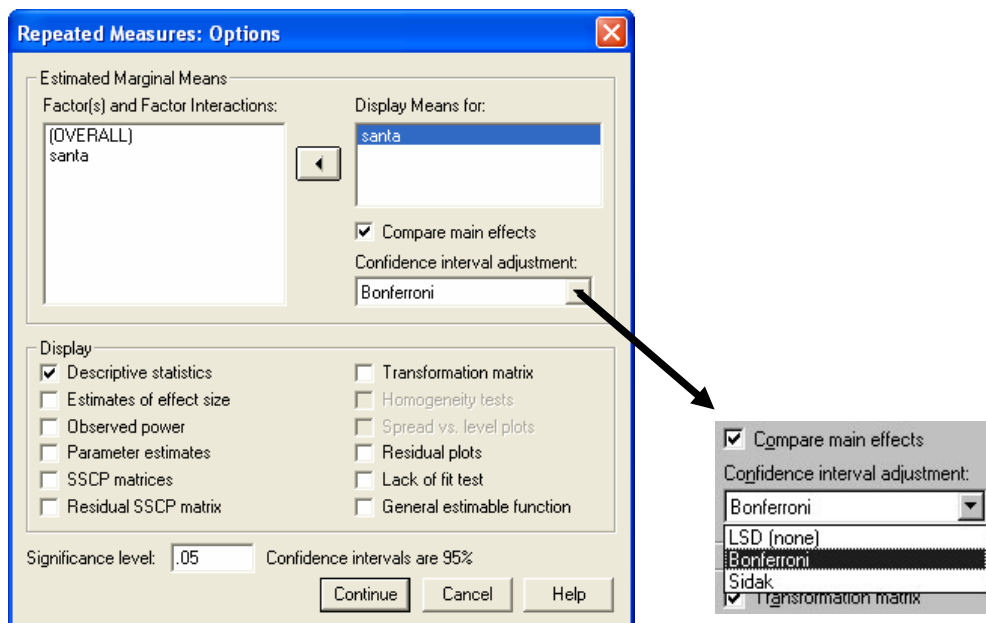 Repeated Measures: Options
Estimated Marginal Means
Factor(s) and Factor Interactions:
(OVERALL)
santa
Display Means for:
santa
Compare main effects
Confidence interval adjustment:
Bonferroni
Display
Descriptive statistics
Estimates of effect size
Observed power
Parameter estimates
SSCP matrices
Residual SSCP matrix
Transformation matrix
Homogeneity tests
Spread vs. level plots
Residual plots
Lack of fit test
General estimable function
Significance level: .05 Confidence intervals are 95%
Continue Cancel Help
Compare main effects
Confidence interval adjustment:
Bonferroni
LSD (none)
Bonferroni
Sidak
Transformation matrix